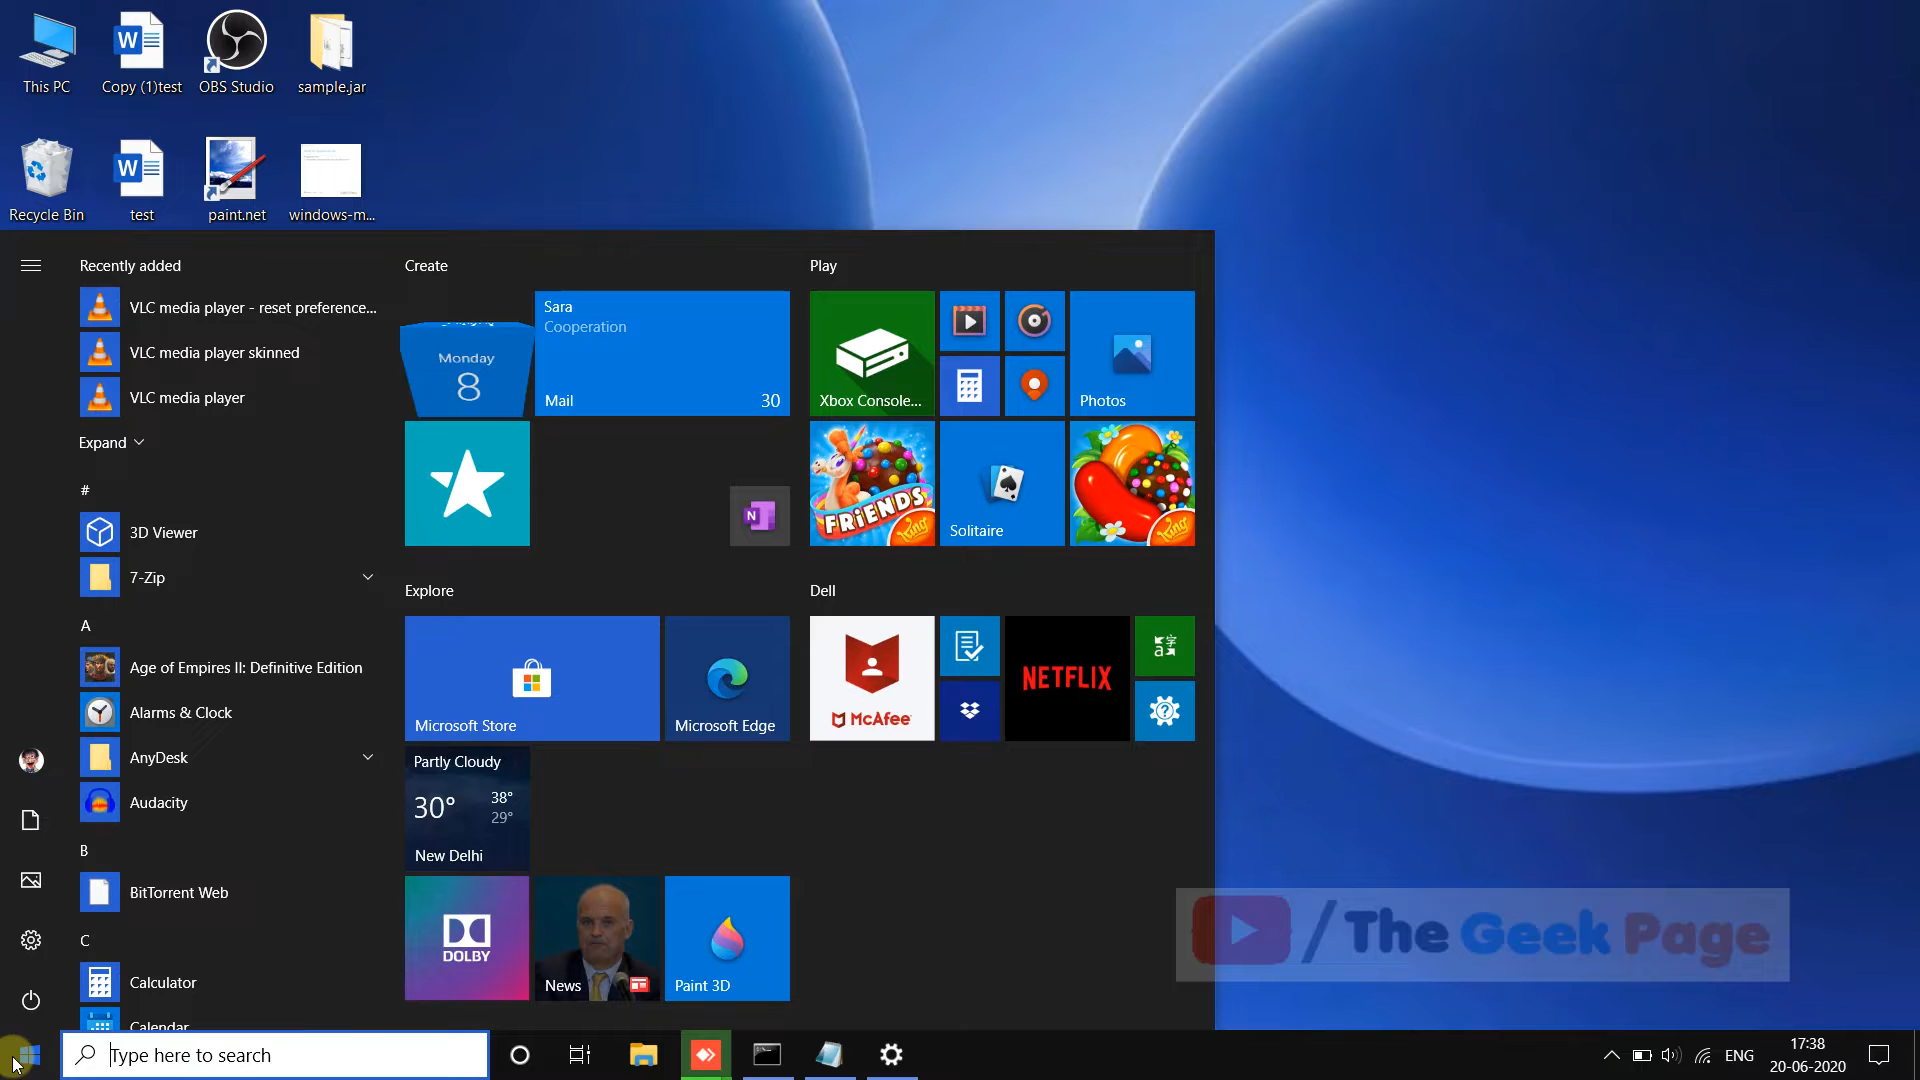 This PC
Copy (1)test
OBS Studio
sample.jar
Recycle Bin
test
paint.net
windows-m...
Recently added
VLC media player - reset preference...
VLC media player skinned
VLC media player
Expand
#
3D Viewer
7-Zip
A
Age of Empires II: Definitive Edition
Alarms & Clock
AnyDesk
Audacity
B
BitTorrent Web
C
Calculator
Calendar
Create
Monday
8
Sara
Cooperation
Mail 30
N
Explore
Microsoft Store
Microsoft Edge
Partly Cloudy
30° 38°
29°
New Delhi
DOLBY
News
Paint 3D
Play
Xbox Console...
Photos
FRIENDS
King
Solitaire
King
Dell
McAfee
NETFLIX
a字
/The Geek Page
Type here to search
ENG
17:38
20-06-2020